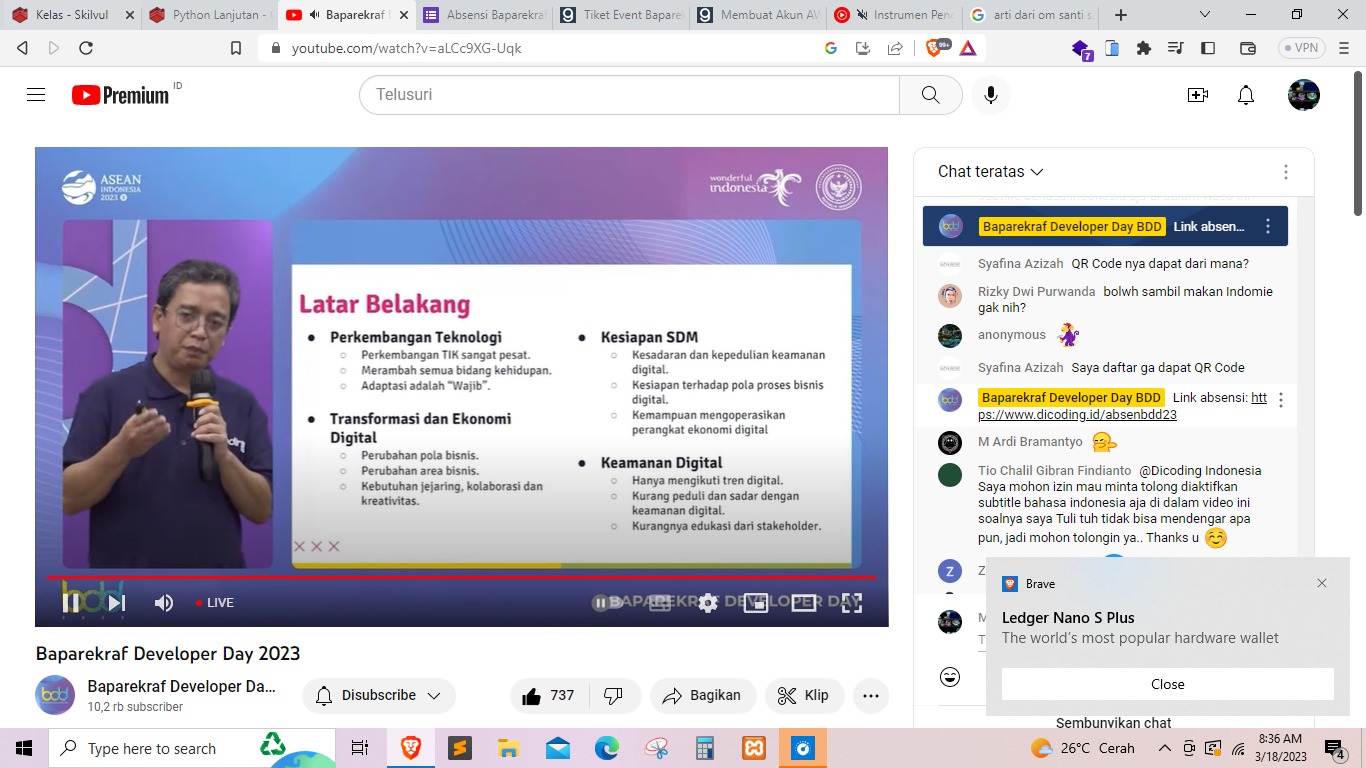 Kelas - Skilvul
Python Lanjutan - 
Baparekraf
Absensi Baparekraf
Tiket Event Baparek
Membuat Akun AW
Instrumen Peng
arti dari om santi s
youtube.com/watch?v=aLCc9XG-Uqk
99+
7
VPN
Premium
ID
Telusuri
ASEAN
INDONESIA
2023
wonderful
indonesia
Latar Belakang
● Perkembangan Teknologi
○ Perkembangan TIK sangat pesat.
○ Merambah semua bidang kehidupan.
○ Adaptasi adalah “Wajib”.
● Transformasi dan Ekonomi
Digital
○ Perubahan pola bisnis.
○ Perubahan area bisnis.
○ Kebutuhan jejaring, kolaborasi dan
kreativitas.
● Kesiapan SDM
○ Kesadaran dan kepedulian keamanan
digital.
○ Kesiapan terhadap pola proses bisnis
digital.
○ Kemampuan mengoperasikan
perangkat ekonomi digital
● Keamanan Digital
○ Hanya mengikuti tren digital.
○ Kurang peduli dan sadar dengan
keamanan digital.
○ Kurangnya edukasi dari stakeholder.
bdd
LIVE
BAPAREKRAF DEVELOPER DAY
Baparekraf Developer Day 2023
bdd
Baparekraf Developer Da...
10,2 rb subscriber
Disubscribe
737
Bagikan
Klip
Chat teratas
Baparekraf Developer Day BDD Link absen...
Syafina Azizah QR Code nya dapat dari mana?
Rizky Dwi Purwanda bolwh sambil makan Indomie
gak nih?
anonymous
Syafina Azizah Saya daftar ga dapat QR Code
Baparekraf Developer Day BDD Link absensi: htt
ps://www.dicoding.id/absenbdd23
M Ardi Bramantyo
Tio Chalil Gibran Findianto @Dicoding Indonesia
Saya mohon izin mau minta tolong diaktifkan
subtitle bahasa indonesia aja di dalam video ini
soalnya saya Tuli tuh tidak bisa mendengar apa
pun, jadi mohon tolongin ya.. Thanks u
Z
Brave
Ledger Nano S Plus
The world’s most popular hardware wallet
Close
Sembunyikan chat
Type here to search
26°C Cerah
8:36 AM
3/18/2023
4